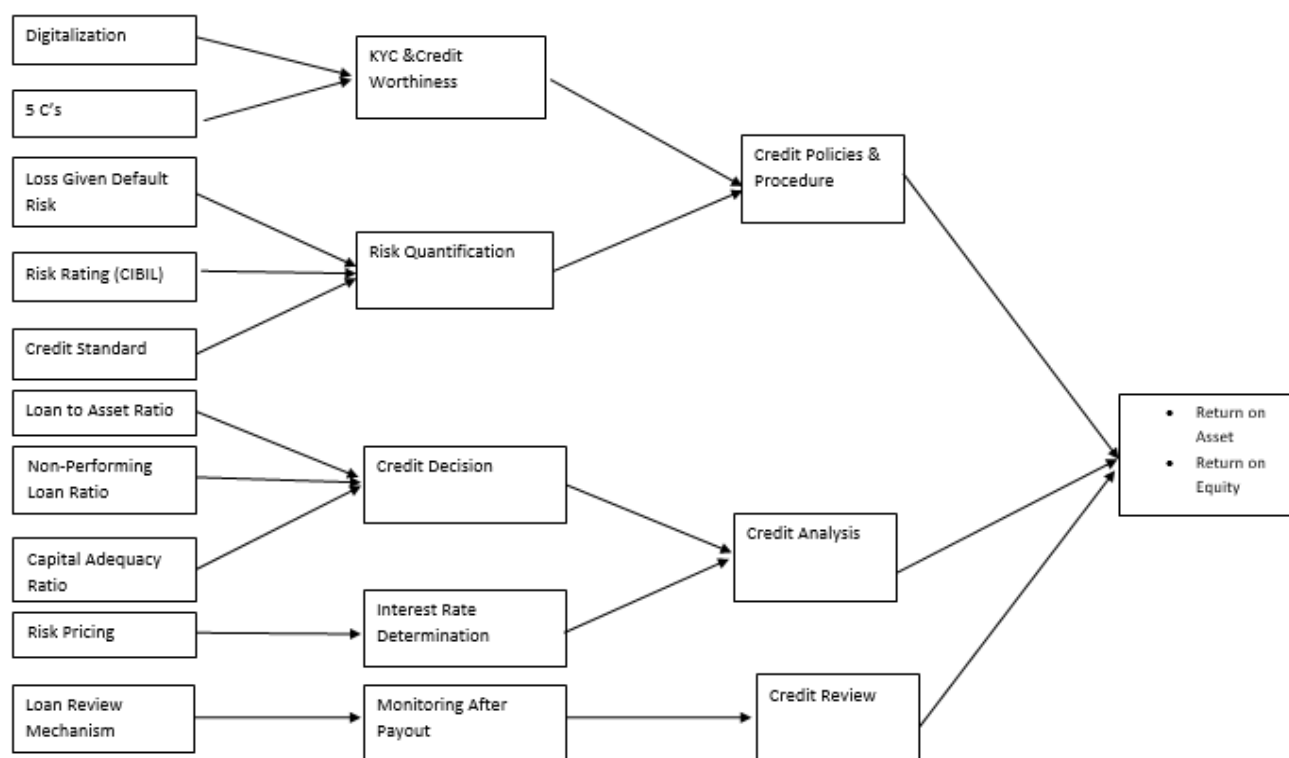 Digitalization
5 C's
Loss Given Default
Risk
Risk Rating (CIBIL)
Credit Standard
Loan to Asset Ratio
Non-Performing
Loan Ratio
Capital Adequacy
Ratio
Risk Pricing
Loan Review
Mechanism
KYC &Credit
Worthiness
Risk Quantification
Credit Decision
Interest Rate
Determination
Monitoring After
Payout
Credit Policies &
Procedure
Credit Analysis
Credit Review
• Return on
Asset
• Return on
Equity